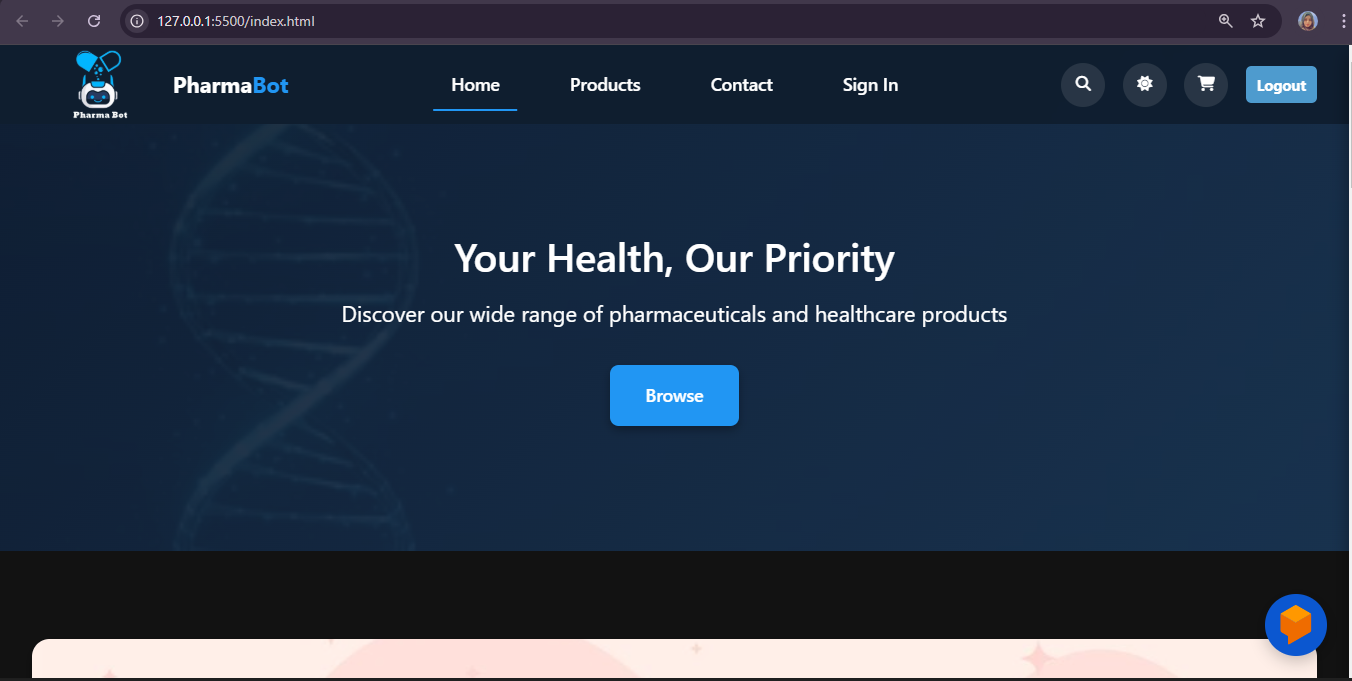 127.0.0.1:5500/index.html
Pharma Bot
PharmaBot
Home
Products
Contact
Sign In
Logout
Your Health, Our Priority
Discover our wide range of pharmaceuticals and healthcare products
Browse